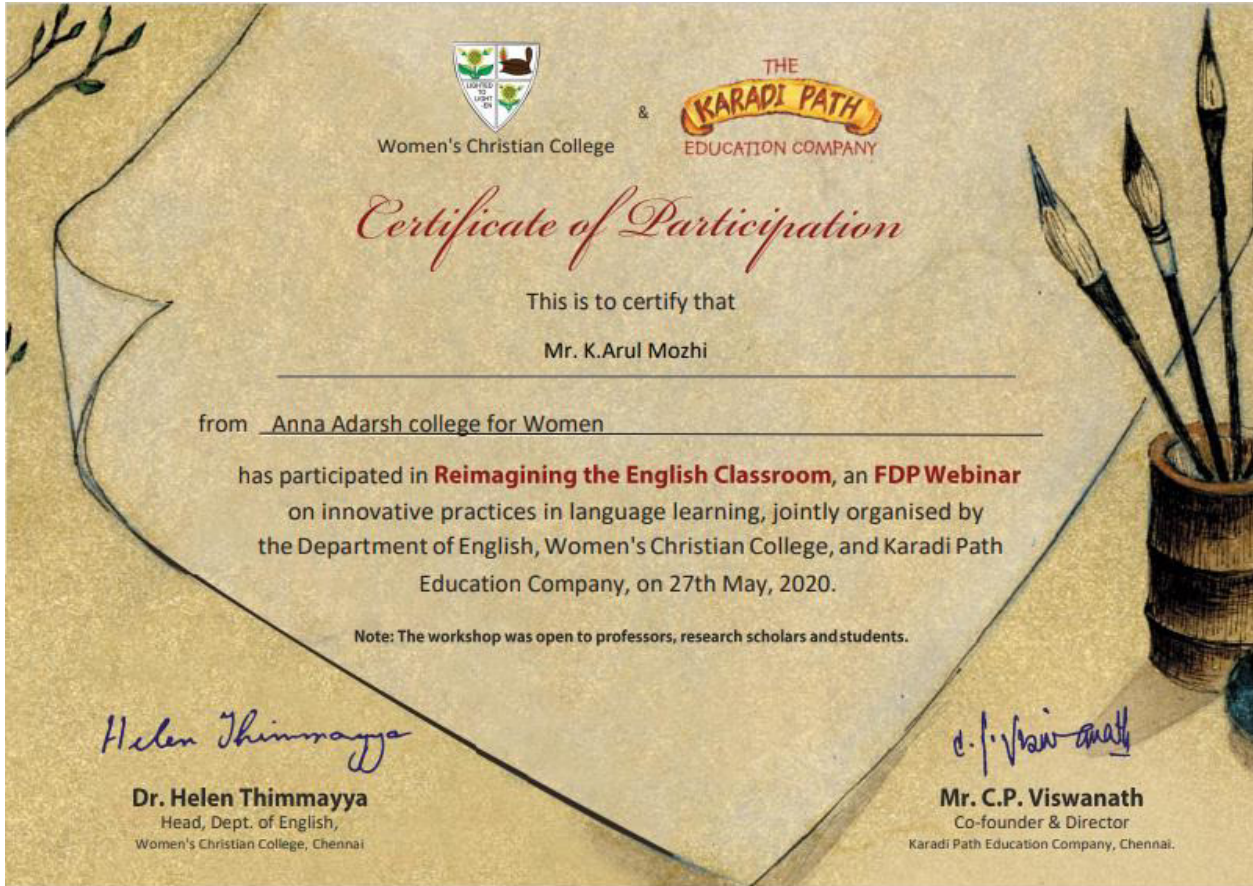 LIGHTED
TO
LIGHT
-EN
Women's Christian College
&
THE
KARADI PATH
EDUCATION COMPANY
Certificate of Participation
This is to certify that
Mr. K.Arul Mozhi
from Anna Adarsh college for Women
has participated in Reimagining the English Classroom, an FDP Webinar
on innovative practices in language learning, jointly organised by
the Department of English, Women's Christian College, and Karadi Path
Education Company, on 27th May, 2020.
Note: The workshop was open to professors, research scholars and students.
Helen Thimmayya
Dr. Helen Thimmayya
Head, Dept. of English,
Women's Christian College, Chennai
C. P. Viswanath
Mr. C.P. Viswanath
Co-founder & Director
Karadi Path Education Company, Chennai.